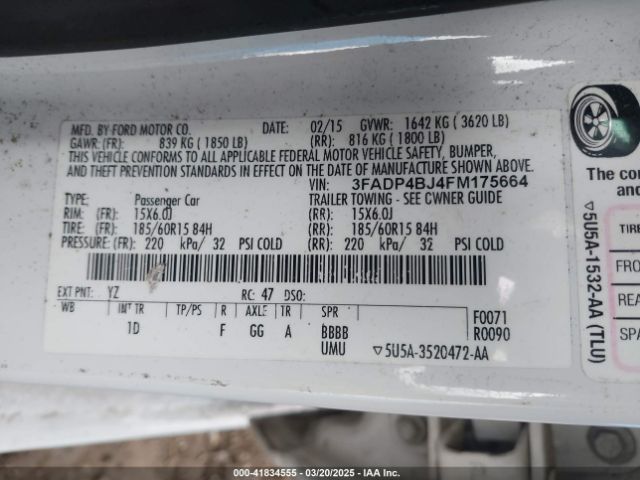 MFD. BY FORD MOTOR CO. DATE: 02/15 GVWR: 1642 KG ( 3620 LB)
GAWR: (FR): 839 KG ( 1850 LB) (RR): 816 KG ( 1800 LB)
THIS VEHICLE CONFORMS TO ALL APPLICABLE FEDERAL MOTOR VEHICLE SAFETY, BUMPER,
AND THEFT PREVENTION STANDARDS IN EFFECT ON THE DATE OF MANUFACTURE SHOWN ABOVE.
VIN: 3FADP4BJ4FM175664
TYPE: Passenger Car TRAILER TOWING - SEE OWNER GUIDE
RIM: (FR): 15X6.0J (RR): 15X6.0J
TIRE: (FR): 185/60R15 84H (RR): 185/60R15 84H
PRESSURE: (FR): 220 kPa/ 32 PSI COLD (RR): 220 kPa/ 32 PSI COLD
EXT PNT: YZ RC: 47 DSO:
WB INT TR TP/PS R AXLE TR SPR F0071
1D F GG A BBBB R0090
UMU ▽5U5A-3520472-AA
▽5U5A-1532-AA (TLU)
The co
and c
TIRE
FRO
REA
SPA
000-41834555 — 03/20/2025 — IAA Inc.